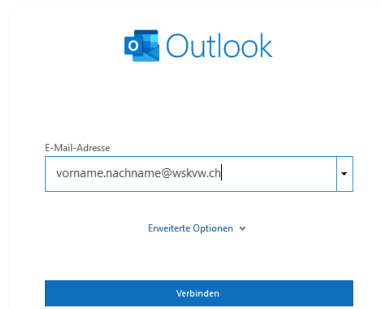 Outlook
E-Mail-Adresse
vorname.nachname@wskvw.ch
Erweiterte Optionen
Verbinden